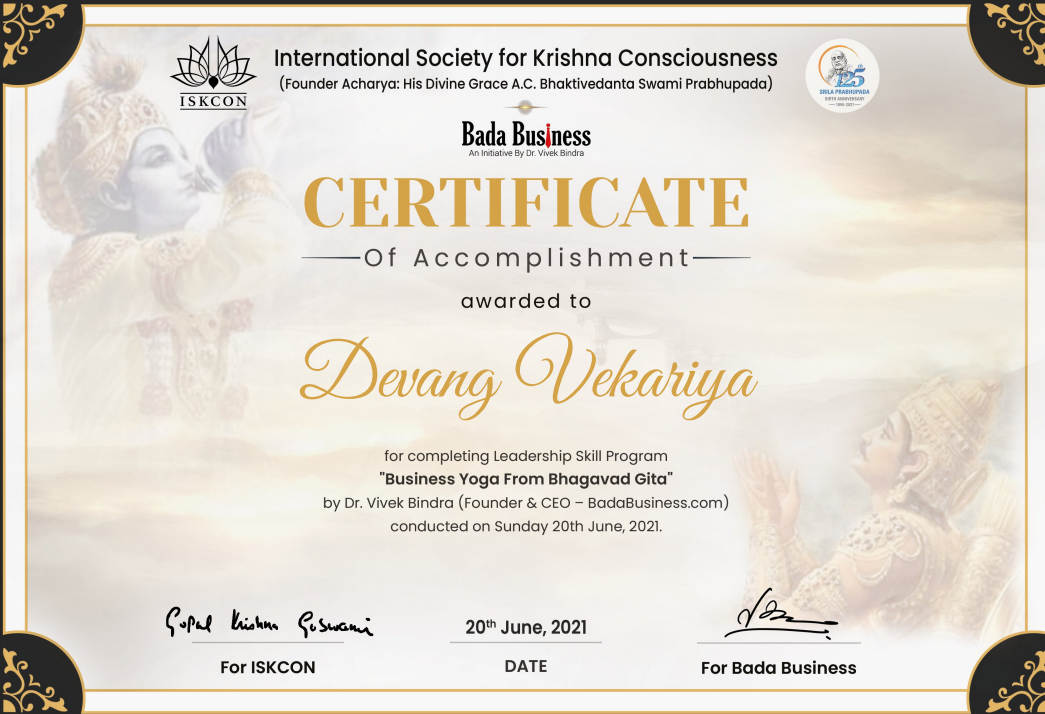 International Society for Krishna Consciousness
(Founder Acharya: His Divine Grace A.C. Bhaktivedanta Swami Prabhupada)
ISKCON
125th
SRILA PRABHUPADA
BIRTH ANNIVERSARY
1896-2021
Bada Business
An Initiative By Dr. Vivek Bindra
CERTIFICATE
Of Accomplishment
awarded to
Devang Vekariya
for completing Leadership Skill Program
"Business Yoga From Bhagavad Gita"
by Dr. Vivek Bindra (Founder & CEO – BadaBusiness.com)
conducted on Sunday 20th June, 2021.
Gopal Krishna Goswami
20th June, 2021
For ISKCON
DATE
For Bada Business